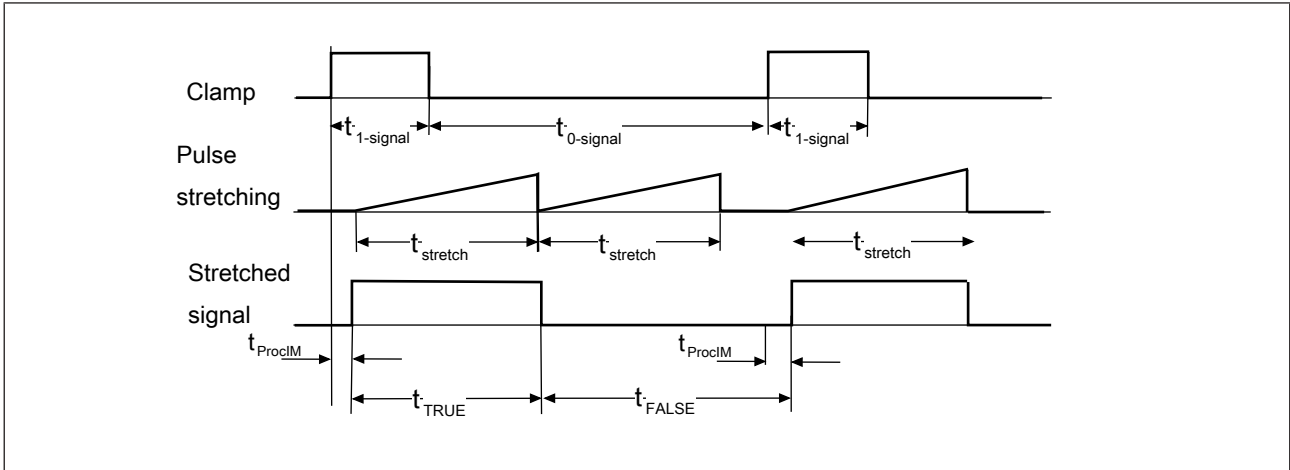 Clamp
t1-signal
t0-signal
t1-signal
Pulse
stretching
tstretch
tstretch
tstretch
Stretched
signal
tProcIM
tProcIM
tTRUE
tFALSE